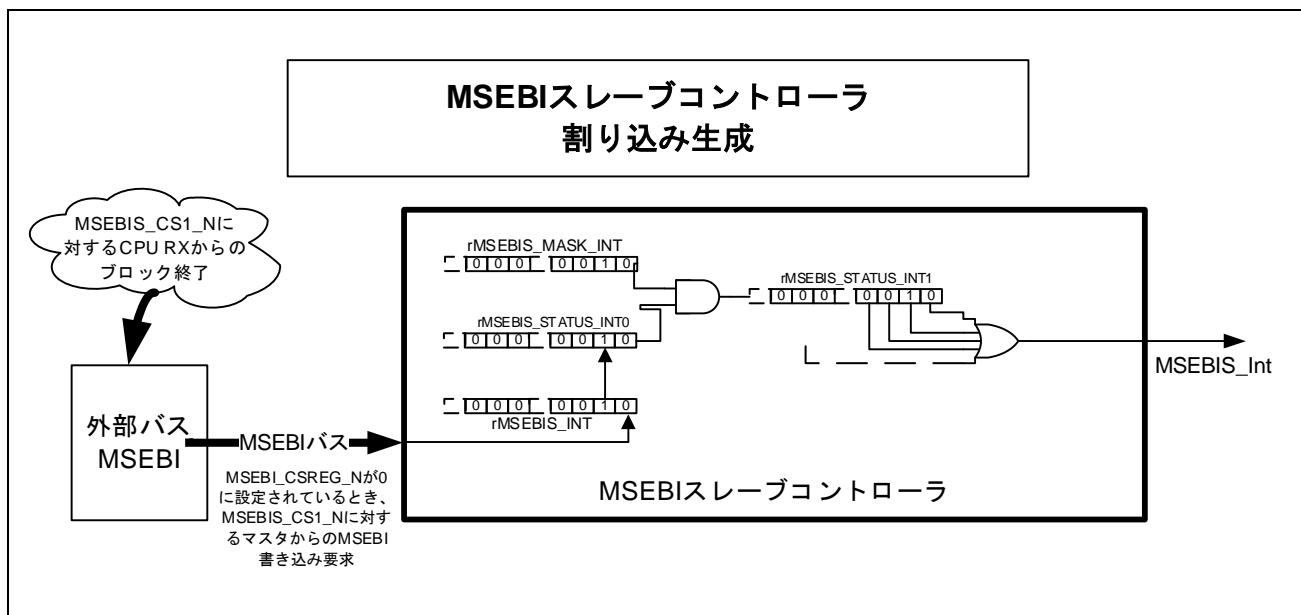 MSEBIスレーブコントローラ
割り込み生成
MSEBIS_CS1_Nに
対するCPU RXからの
ブロック終了
rMSEBIS_MASK_INT
0 0 0 0 0 1 0
rMSEBIS_STATUS_INT1
0 0 0 0 0 1 0
rMSEBIS_STATUS_INT0
0 0 0 0 0 1 0
MSEBIS_Int
0 0 0 0 0 1 0
rMSEBIS_INT
外部バス
MSEBI
MSEBIバス
MSEBI_CSREG_Nが0
に設定されているとき、
MSEBIS_CS1_Nに対す
るマスタからのMSEBI
書き込み要求
MSEBIスレーブコントローラ